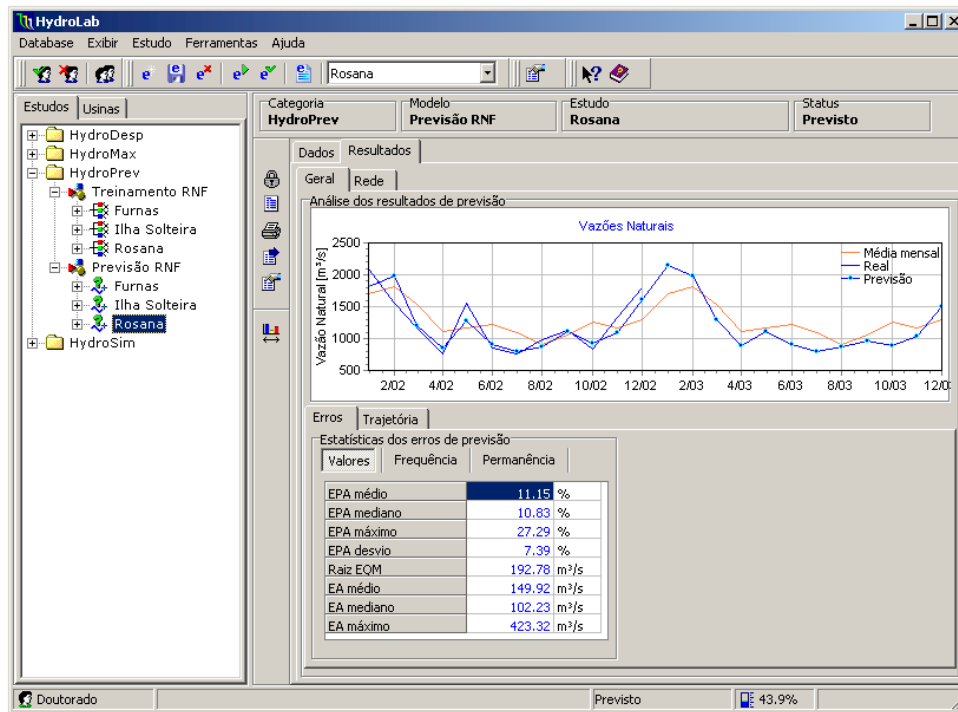 HydroLab
Database Exibir Estudo Ferramentas Ajuda
Rosana
Estudos Usinas
HydroDesp
HydroMax
HydroPrev
Treinamento RNF
Furnas
Ilha Solteira
Rosana
Previsão RNF
Furnas
Ilha Solteira
Rosana
HydroSim
Categoria Modelo Estudo Status
HydroPrev Previsão RNF Rosana Previsto
Dados Resultados
Geral Rede
Análise dos resultados de previsão
Vazões Naturais
Vazão Natural [m³/s]
2500
2000
1500
1000
500
Média mensal
Real
Previsão
2/02 4/02 6/02 8/02 10/02 12/02 2/03 4/03 6/03 8/03 10/03 12/0
Erros Trajetória
Estatísticas dos erros de previsão
Valores Frequência Permanência
EPA médio 11.15 %
EPA mediano 10.83 %
EPA máximo 27.29 %
EPA desvio 7.39 %
Raiz EQM 192.78 m³/s
EA médio 149.92 m³/s
EA mediano 102.23 m³/s
EA máximo 423.32 m³/s
Doutorado Previsto 43.9%